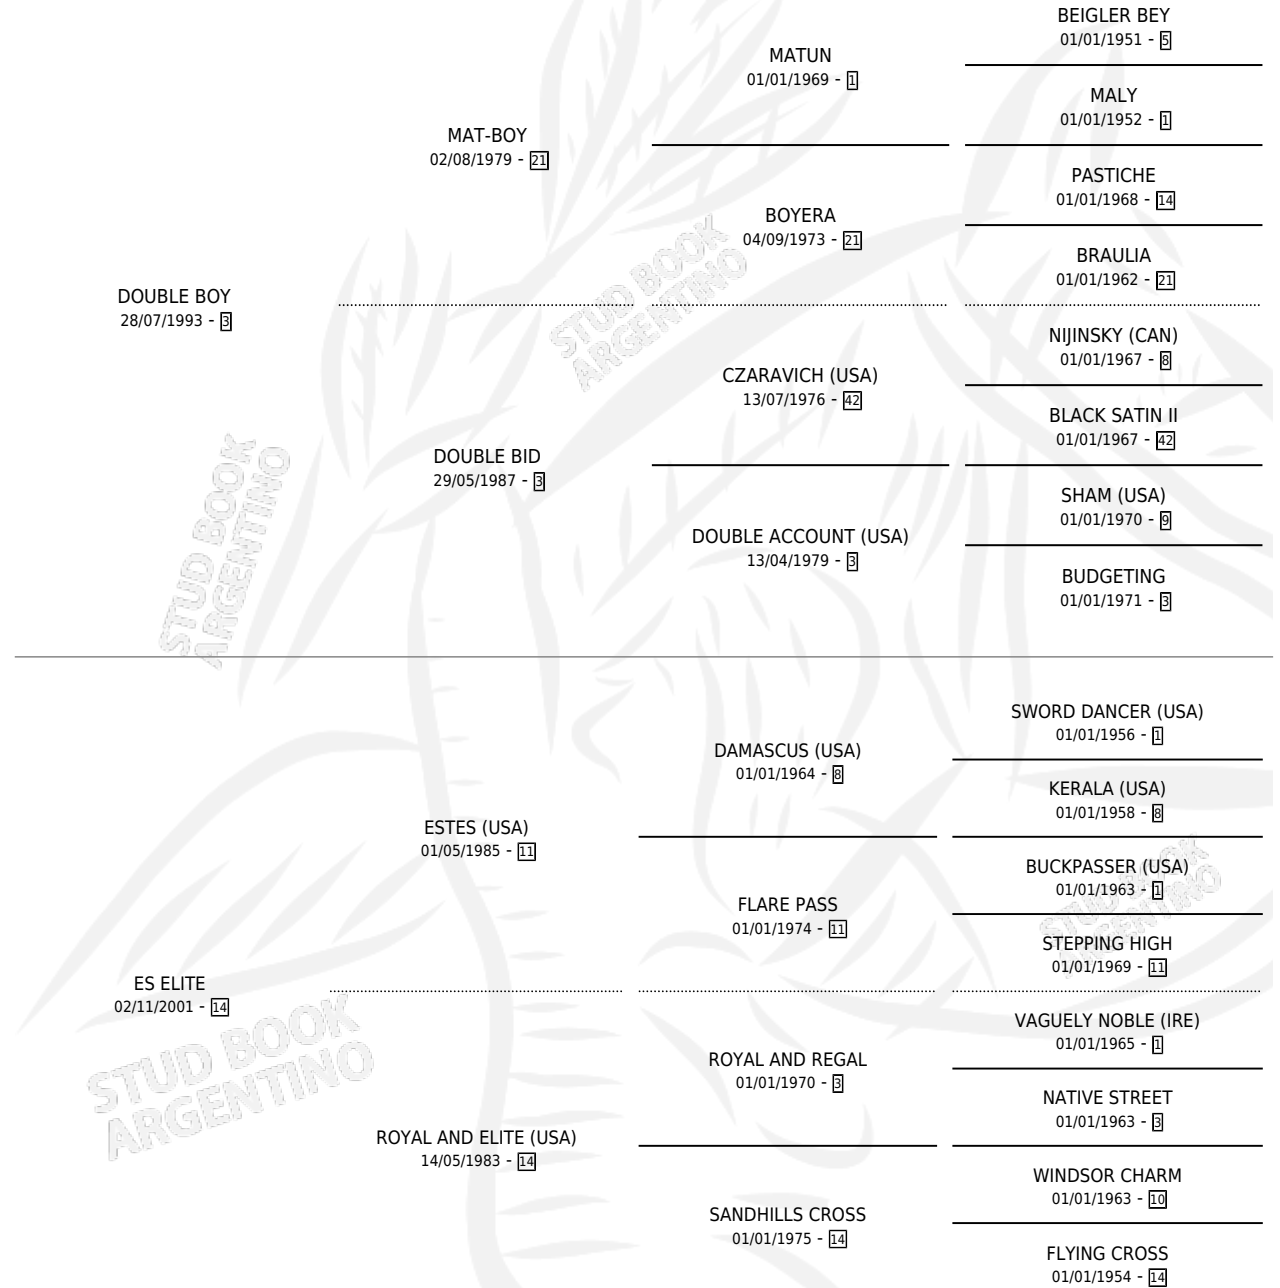 BEIGLER BEY
01/01/1951 - 5
MATUN
01/01/1969 - 1
MALY
01/01/1952 - 1
MAT-BOY
02/08/1979 - 21
PASTICHE
01/01/1968 - 14
BOYERA
04/09/1973 - 21
BRAULIA
01/01/1962 - 21
DOUBLE BOY
28/07/1993 - 3
NIJINSKY (CAN)
01/01/1967 - 8
CZARAVICH (USA)
13/07/1976 - 42
BLACK SATIN II
01/01/1967 - 42
DOUBLE BID
29/05/1987 - 3
SHAM (USA)
01/01/1970 - 9
DOUBLE ACCOUNT (USA)
13/04/1979 - 3
BUDGETING
01/01/1971 - 3
STUD BOOK
ARGENTINO
STUD BOOK
ARGENTINO
SWORD DANCER (USA)
01/01/1956 - 1
DAMASCUS (USA)
01/01/1964 - 8
KERALA (USA)
01/01/1958 - 8
ESTES (USA)
01/05/1985 - 11
BUCKPASSER (USA)
01/01/1963 - 1
FLARE PASS
01/01/1974 - 11
STEPPING HIGH
01/01/1969 - 11
STUD BOOK
ARGENTINO
ES ELITE
02/11/2001 - 14
VAGUELY NOBLE (IRE)
01/01/1965 - 1
ROYAL AND REGAL
01/01/1970 - 3
NATIVE STREET
01/01/1963 - 3
ROYAL AND ELITE (USA)
14/05/1983 - 14
WINDSOR CHARM
01/01/1963 - 10
SANDHILLS CROSS
01/01/1975 - 14
FLYING CROSS
01/01/1954 - 14
STUD BOOK
ARGENTINO